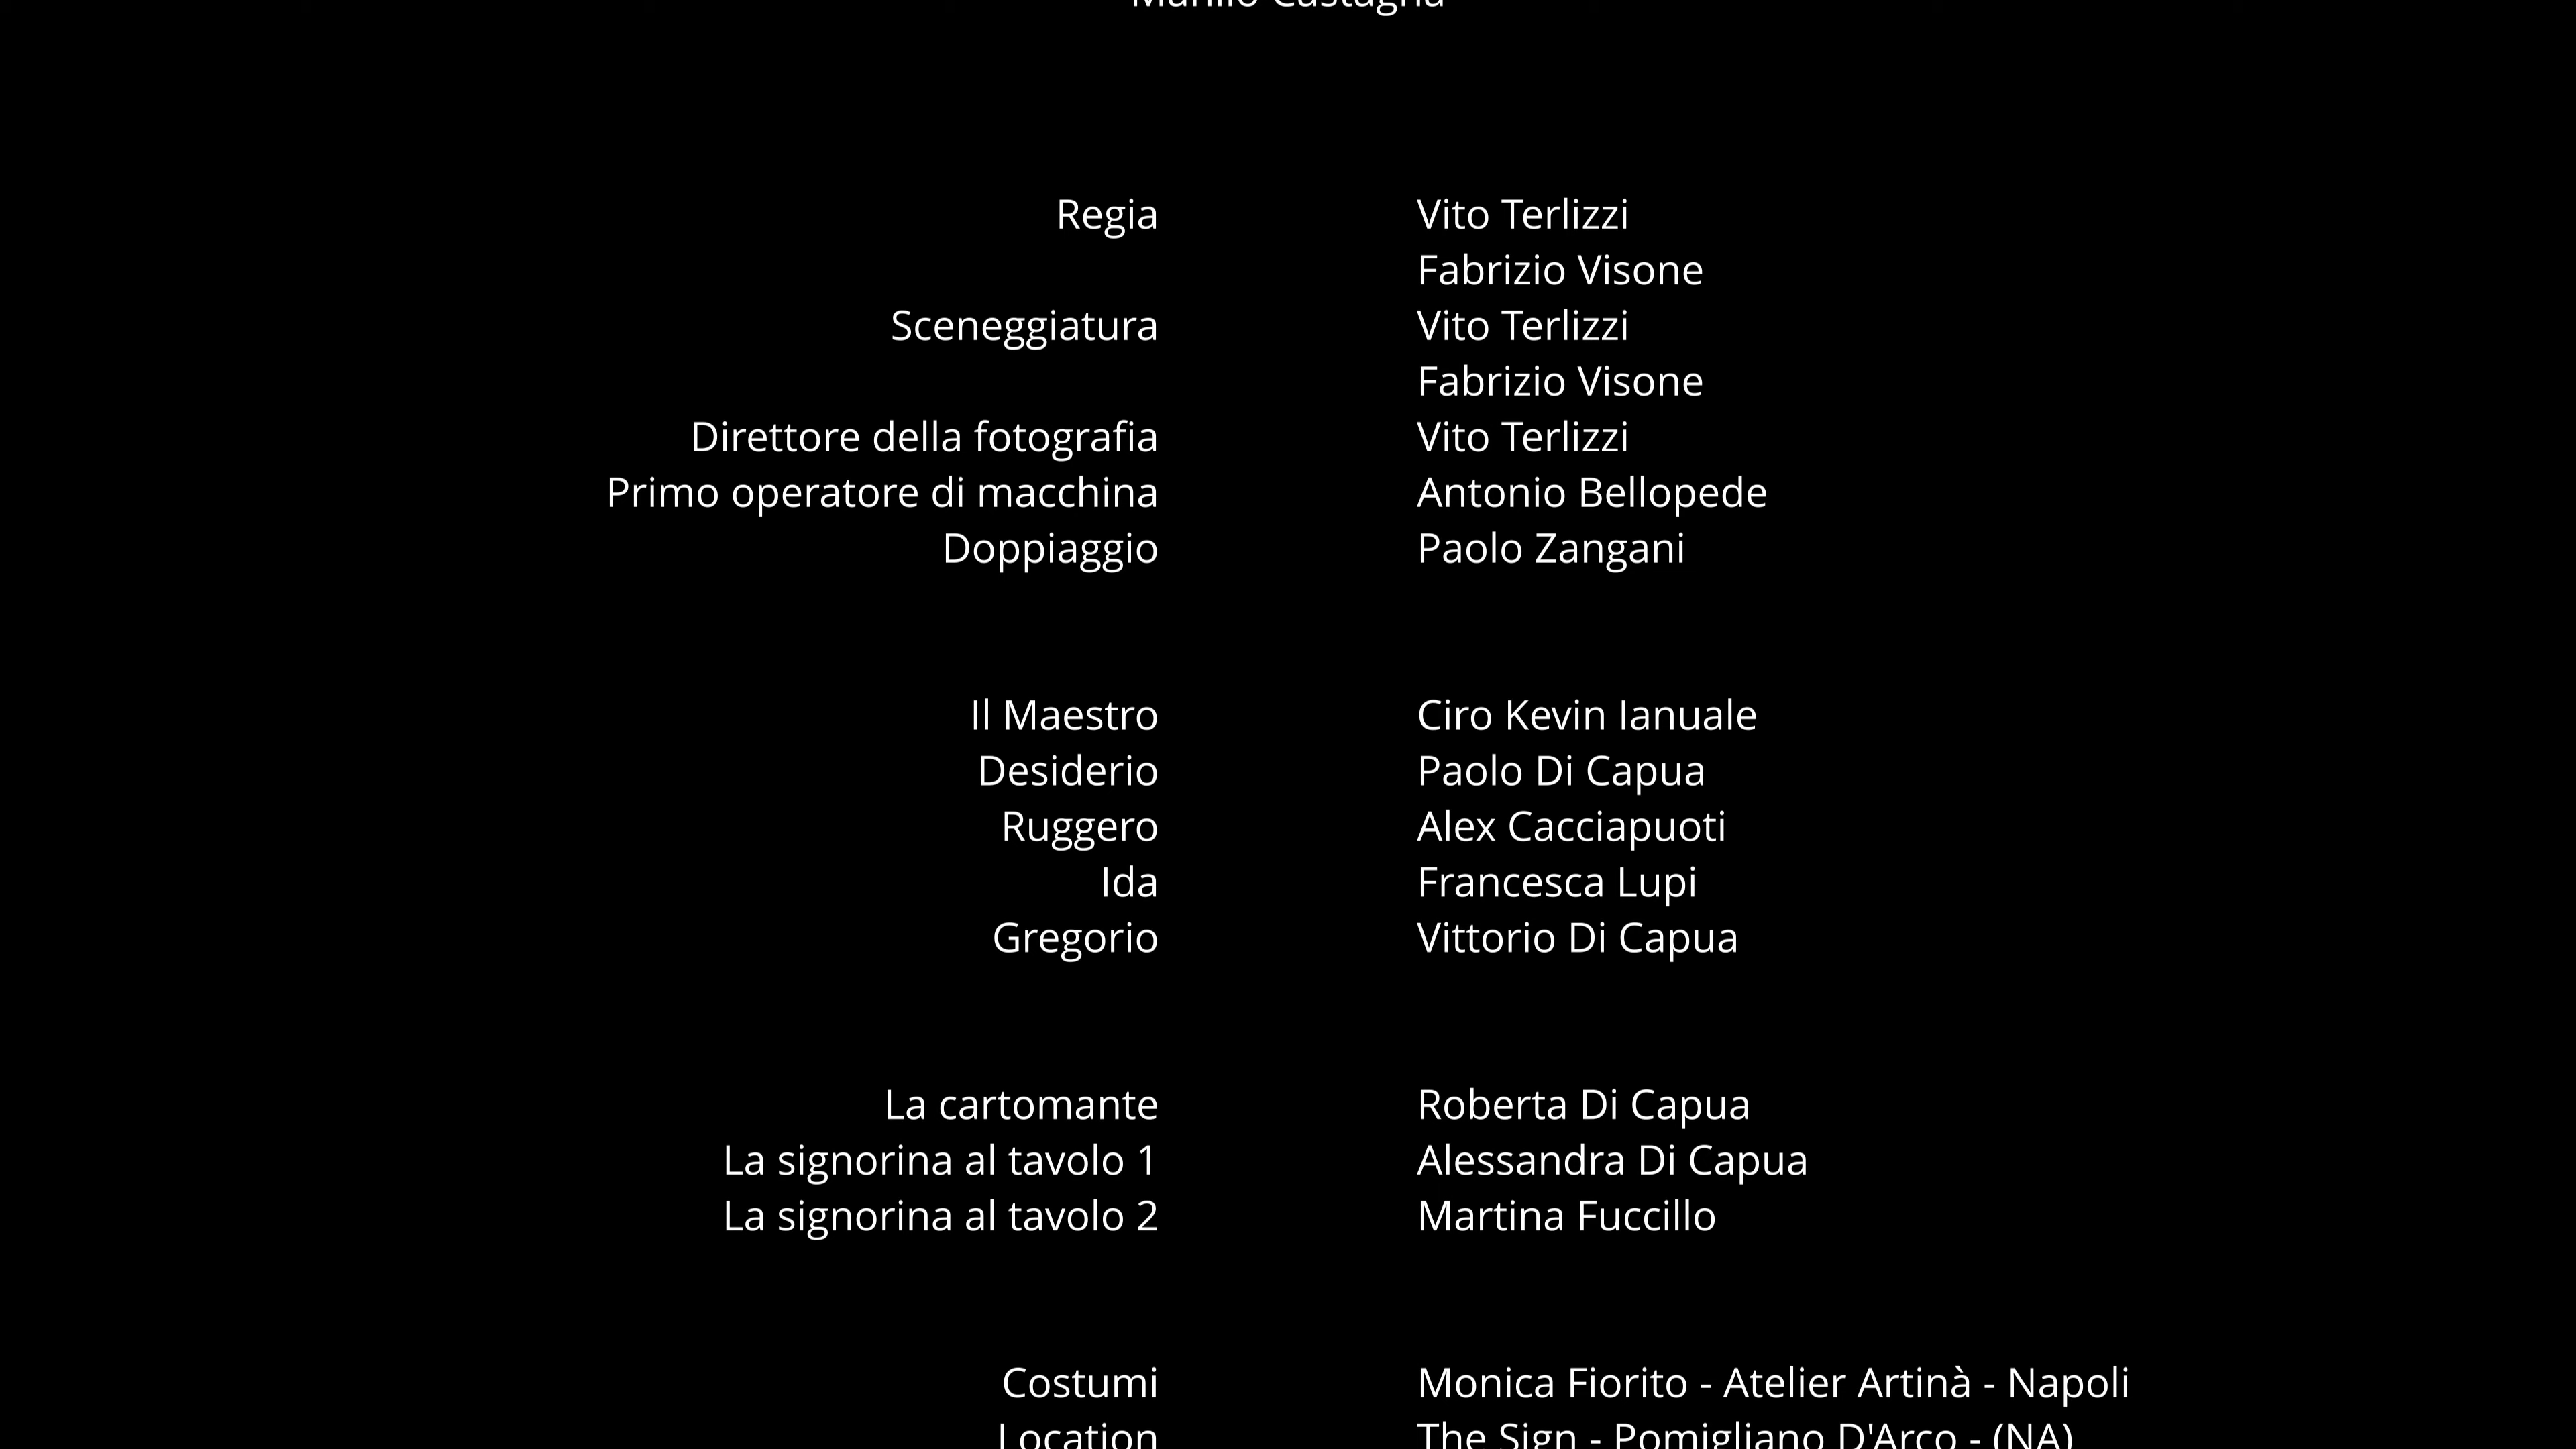 Manlio Castagna
Regia Vito Terlizzi
Fabrizio Visone
Sceneggiatura Vito Terlizzi
Fabrizio Visone
Direttore della fotografia Vito Terlizzi
Primo operatore di macchina Antonio Bellopede
Doppiaggio Paolo Zangani
Il Maestro Ciro Kevin Ianuale
Desiderio Paolo Di Capua
Ruggero Alex Cacciapuoti
Ida Francesca Lupi
Gregorio Vittorio Di Capua
La cartomante Roberta Di Capua
La signorina al tavolo 1 Alessandra Di Capua
La signorina al tavolo 2 Martina Fuccillo
Costumi Monica Fiorito - Atelier Artinà - Napoli
Location The Sign - Pomigliano D'Arco - (NA)